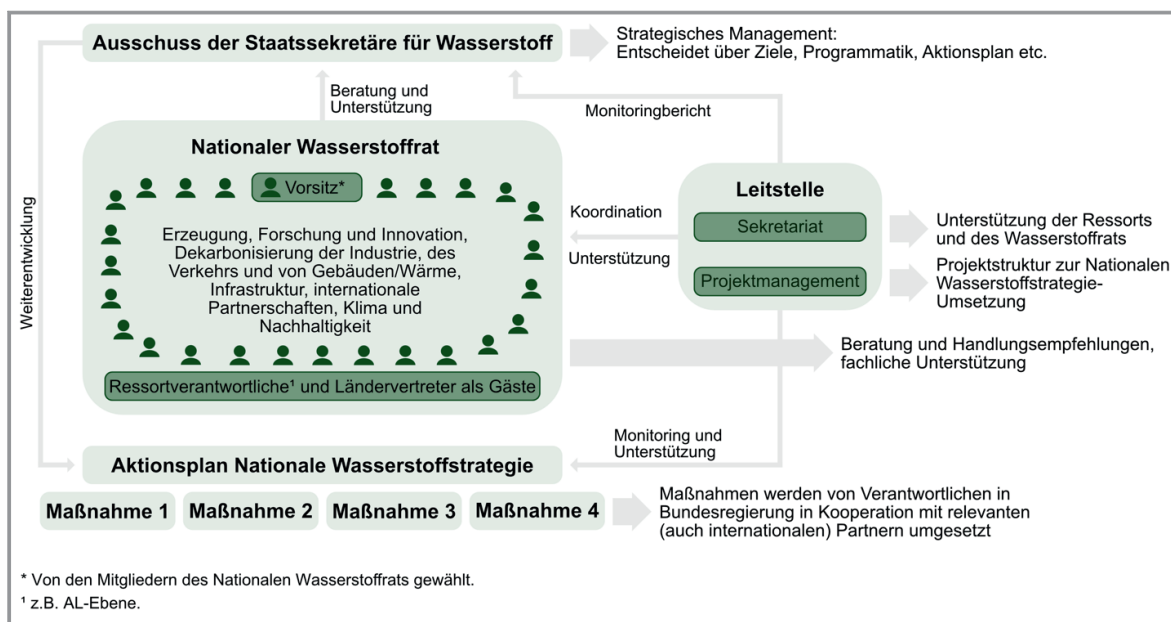 Ausschuss der Staatssekretäre für Wasserstoff
Strategisches Management:
Entscheidet über Ziele, Programmatik, Aktionsplan etc.
Beratung und
Unterstützung
Monitoringbericht
Weiterentwicklung
Nationaler Wasserstoffrat
Vorsitz*
Erzeugung, Forschung und Innovation,
Dekarbonisierung der Industrie, des
Verkehrs und von Gebäuden/Wärme,
Infrastruktur, internationale
Partnerschaften, Klima und
Nachhaltigkeit
Ressortverantwortliche¹ und Ländervertreter als Gäste
Koordination
Unterstützung
Leitstelle
Sekretariat
Projektmanagement
Unterstützung der Ressorts
und des Wasserstoffrats
Projektstruktur zur Nationalen
Wasserstoffstrategie-
Umsetzung
Beratung und Handlungsempfehlungen,
fachliche Unterstützung
Monitoring und
Unterstützung
Aktionsplan Nationale Wasserstoffstrategie
Maßnahme 1
Maßnahme 2
Maßnahme 3
Maßnahme 4
Maßnahmen werden von Verantwortlichen in
Bundesregierung in Kooperation mit relevanten
(auch internationalen) Partnern umgesetzt
* Von den Mitgliedern des Nationalen Wasserstoffrats gewählt.
¹ z.B. AL-Ebene.